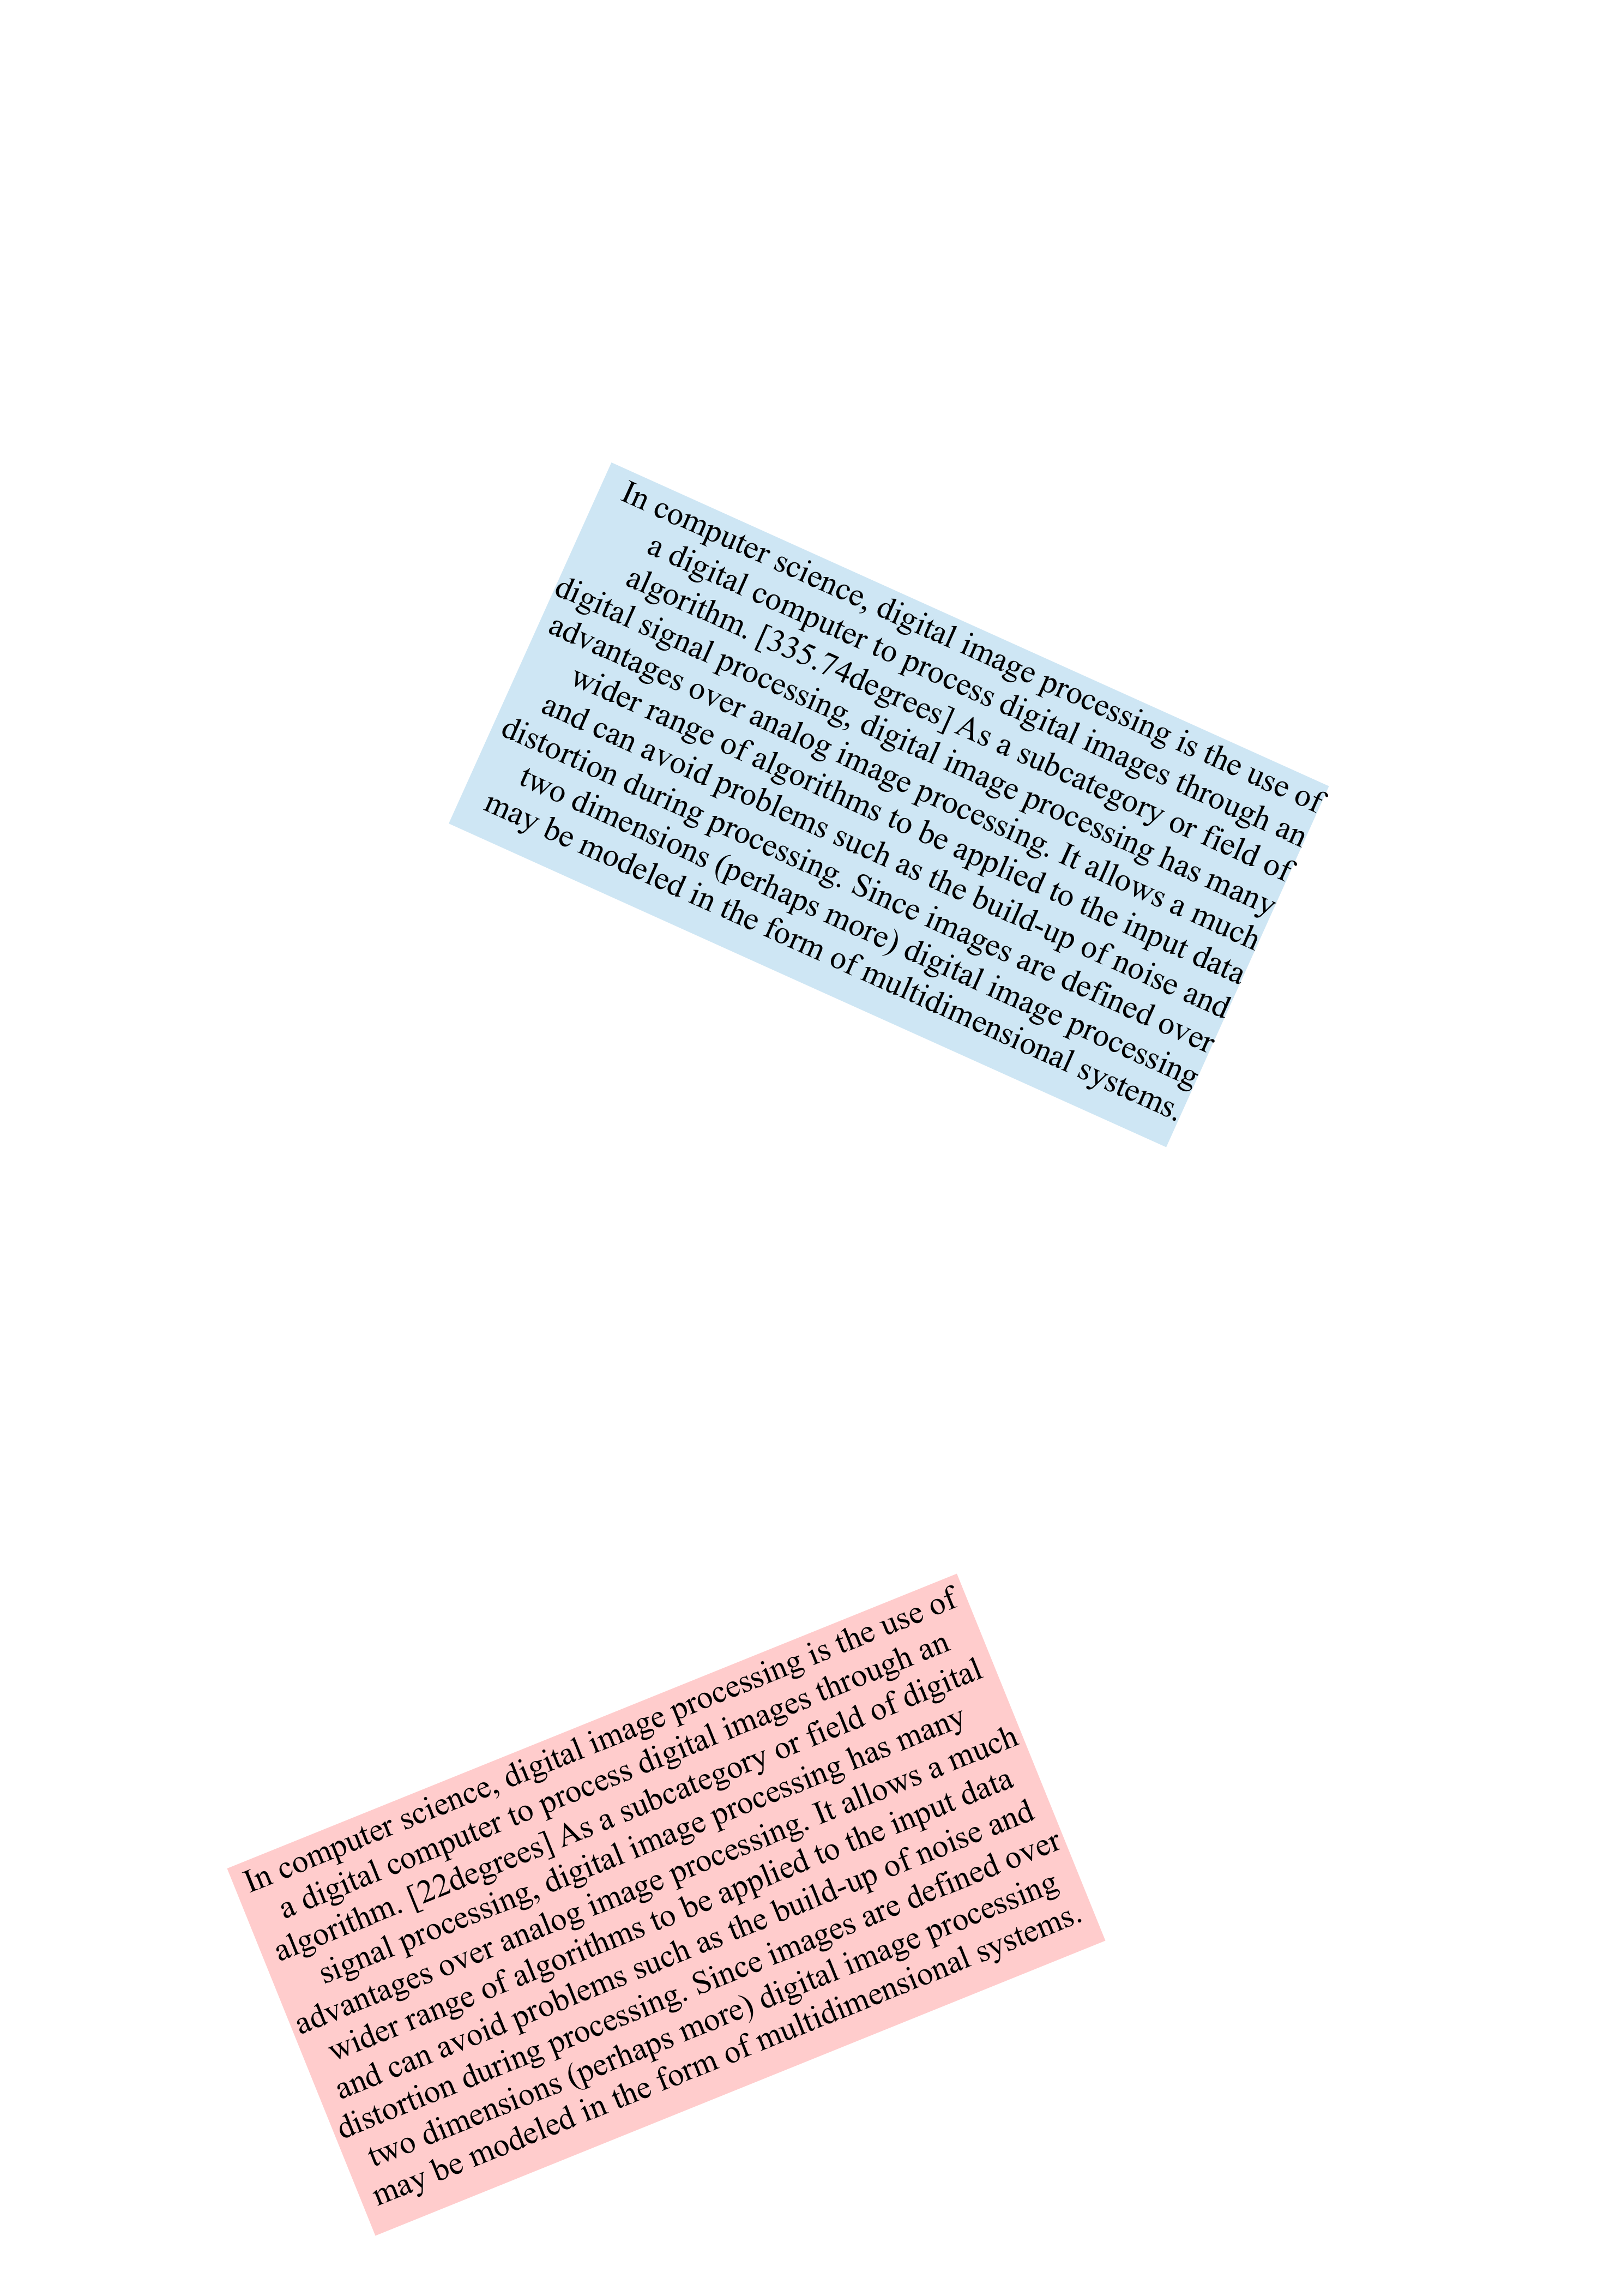 In computer science, digital image processing is the use of
a digital computer to process digital images through an
algorithm. [335.74degrees] As a subcategory or field of
digital signal processing, digital image processing has many
advantages over analog image processing. It allows a much
wider range of algorithms to be applied to the input data
and can avoid problems such as the build-up of noise and
distortion during processing. Since images are defined over
two dimensions (perhaps more) digital image processing
may be modeled in the form of multidimensional systems.
In computer science, digital image processing is the use of
a digital computer to process digital images through an
algorithm. [22degrees] As a subcategory or field of digital
signal processing, digital image processing has many
advantages over analog image processing. It allows a much
wider range of algorithms to be applied to the input data
and can avoid problems such as the build-up of noise and
distortion during processing. Since images are defined over
two dimensions (perhaps more) digital image processing
may be modeled in the form of multidimensional systems.